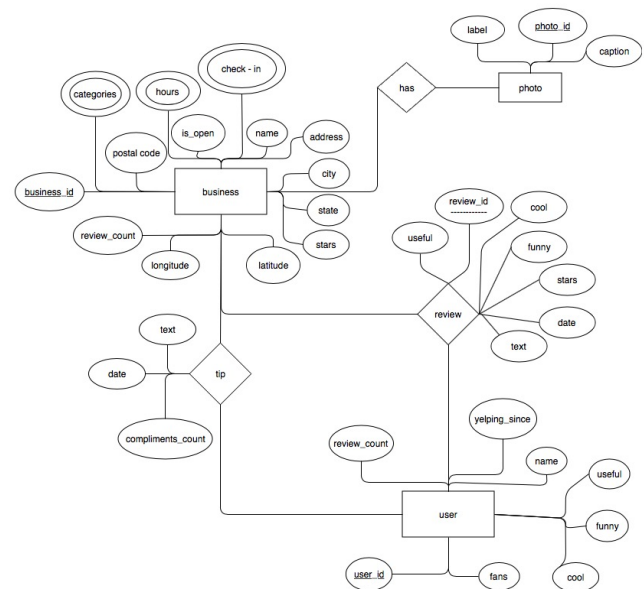 label
photo_id
caption
photo
has
check - in
hours
categories
is_open
name
address
postal code
city
business_id
business
state
stars
review_count
longitude
latitude
review_id
------------
cool
useful
funny
stars
review
date
text
text
date
tip
compliments_count
yelping_since
review_count
name
useful
user
funny
user_id
fans
cool